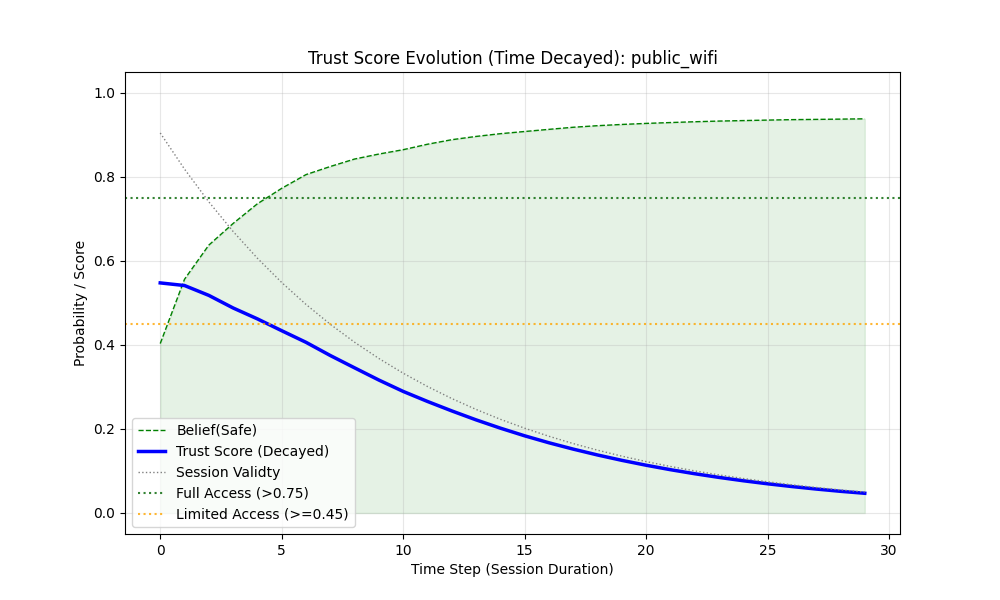 Trust Score Evolution (Time Decayed): public_wifi
Probability / Score
1.0
0.8
0.6
0.4
0.2
0.0
Belief(Safe)
Trust Score (Decayed)
Session Validty
Full Access (>0.75)
Limited Access (>=0.45)
0 5 10 15 20 25 30
Time Step (Session Duration)